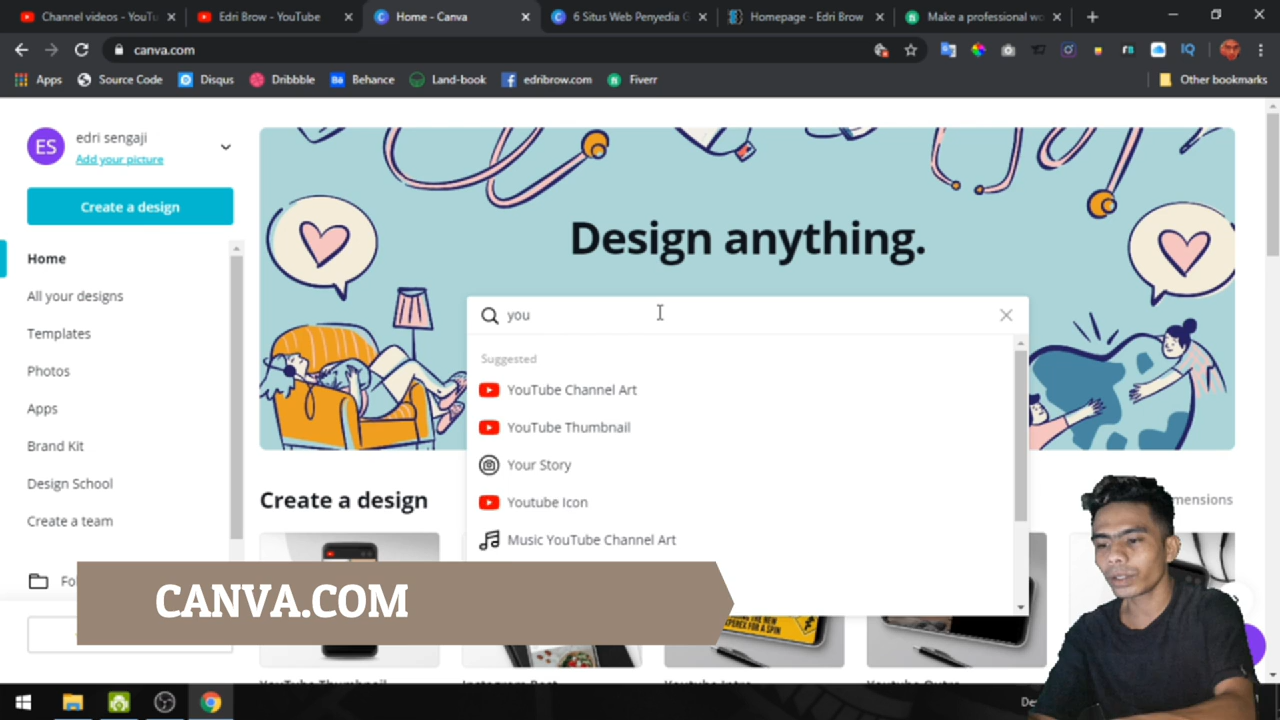 Channel videos - YouTu
Edri Brow - YouTube
Home - Canva
6 Situs Web Penyedia G
Homepage - Edri Brow
Make a professional wo
canva.com
Apps
Source Code
Disqus
Dribbble
Behance
Land-book
edribrow.com
Fiverr
Other bookmarks
ES
edri sengaji
Add your picture
Create a design
Home
All your designs
Templates
Photos
Apps
Brand Kit
Design School
Create a team
Design anything.
you
Suggested
YouTube Channel Art
YouTube Thumbnail
Your Story
Youtube Icon
Music YouTube Channel Art
Create a design
mensions
CANVA.COM